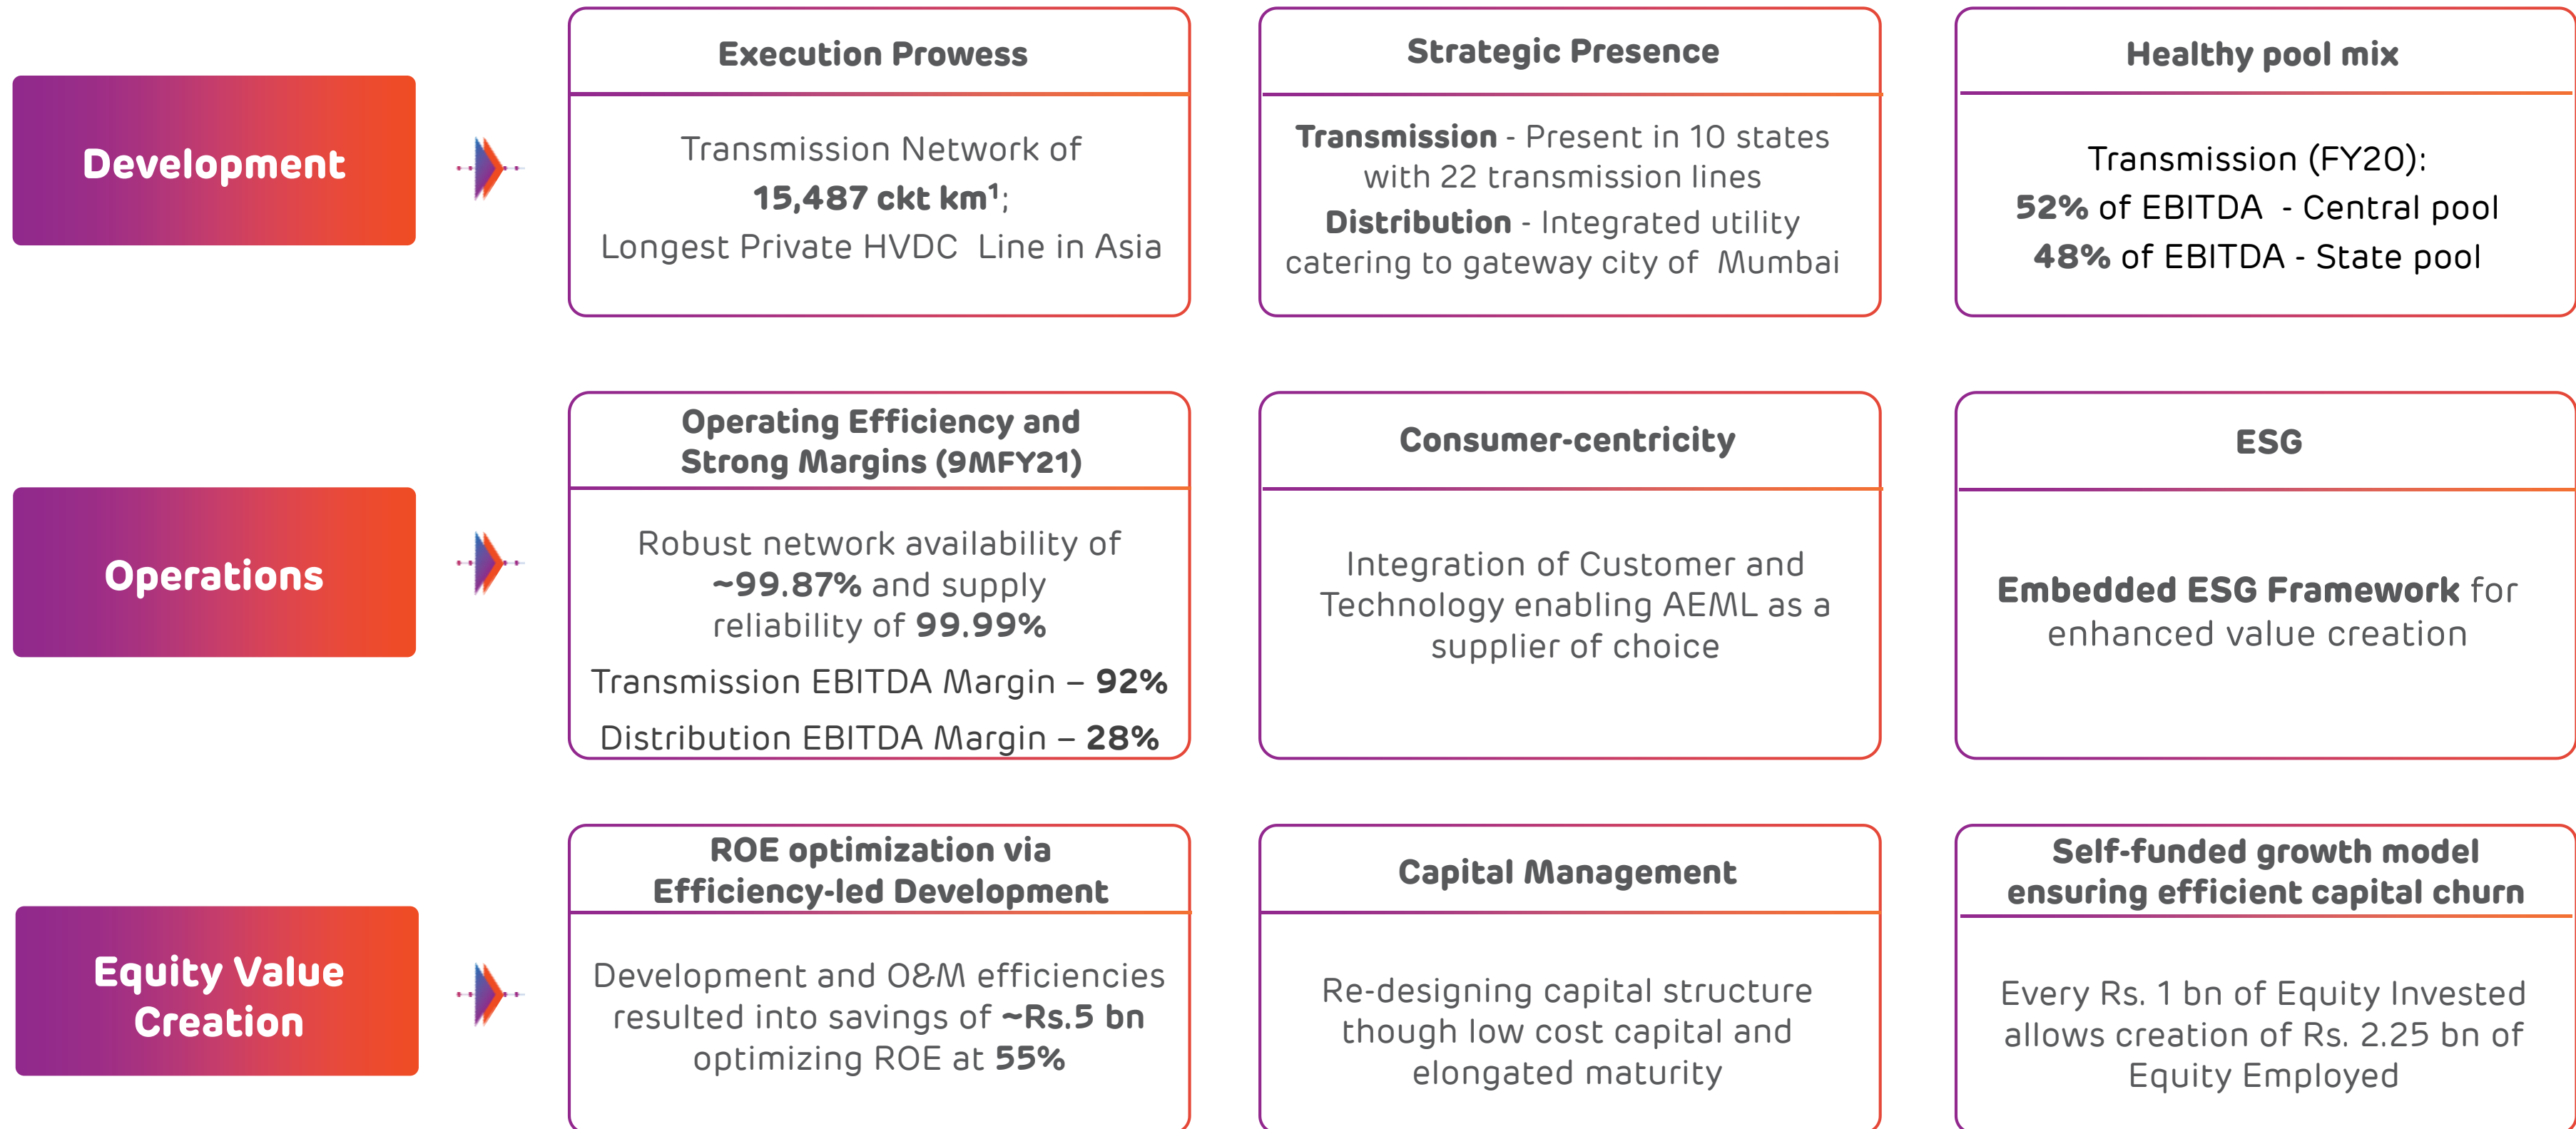 Development
Execution Prowess
Transmission Network of
15,487 ckt km¹;
Longest Private HVDC Line in Asia
Strategic Presence
Transmission - Present in 10 states
with 22 transmission lines
Distribution - Integrated utility
catering to gateway city of Mumbai
Healthy pool mix
Transmission (FY20):
52% of EBITDA - Central pool
48% of EBITDA - State pool
Operations
Operating Efficiency and
Strong Margins (9MFY21)
Robust network availability of
~99.87% and supply
reliability of 99.99%
Transmission EBITDA Margin – 92%
Distribution EBITDA Margin – 28%
Consumer-centricity
Integration of Customer and
Technology enabling AEML as a
supplier of choice
ESG
Embedded ESG Framework for
enhanced value creation
Equity Value
Creation
ROE optimization via
Efficiency-led Development
Development and O&M efficiencies
resulted into savings of ~Rs.5 bn
optimizing ROE at 55%
Capital Management
Re-designing capital structure
though low cost capital and
elongated maturity
Self-funded growth model
ensuring efficient capital churn
Every Rs. 1 bn of Equity Invested
allows creation of Rs. 2.25 bn of
Equity Employed